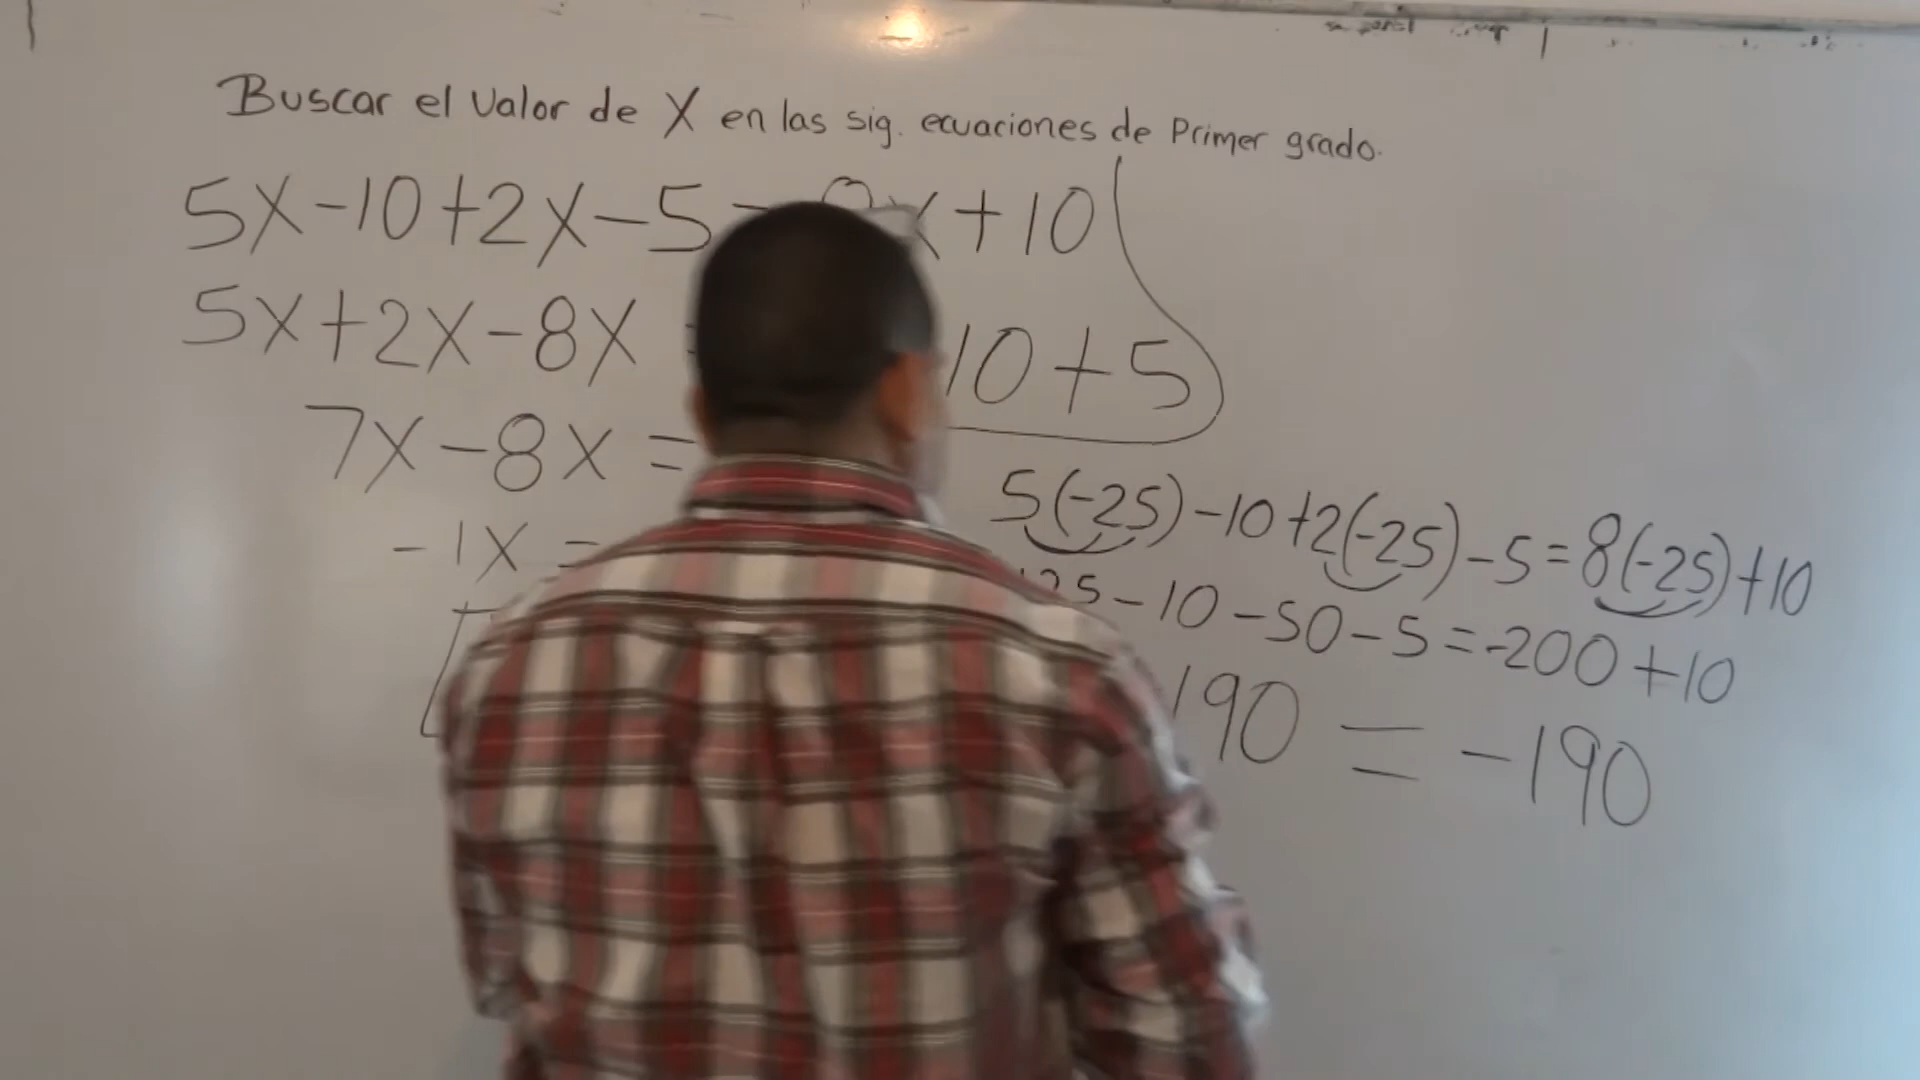 Buscar el valor de X en las sig. ecuaciones de Primer grado.
5X-10+2X-5 x+10
5X+2X-8X 10+5
7X-8X=
-1X=
5(-25)-10+2(-25)-5=8(-25)+10
125-10-50-5=-200+10
190=-190